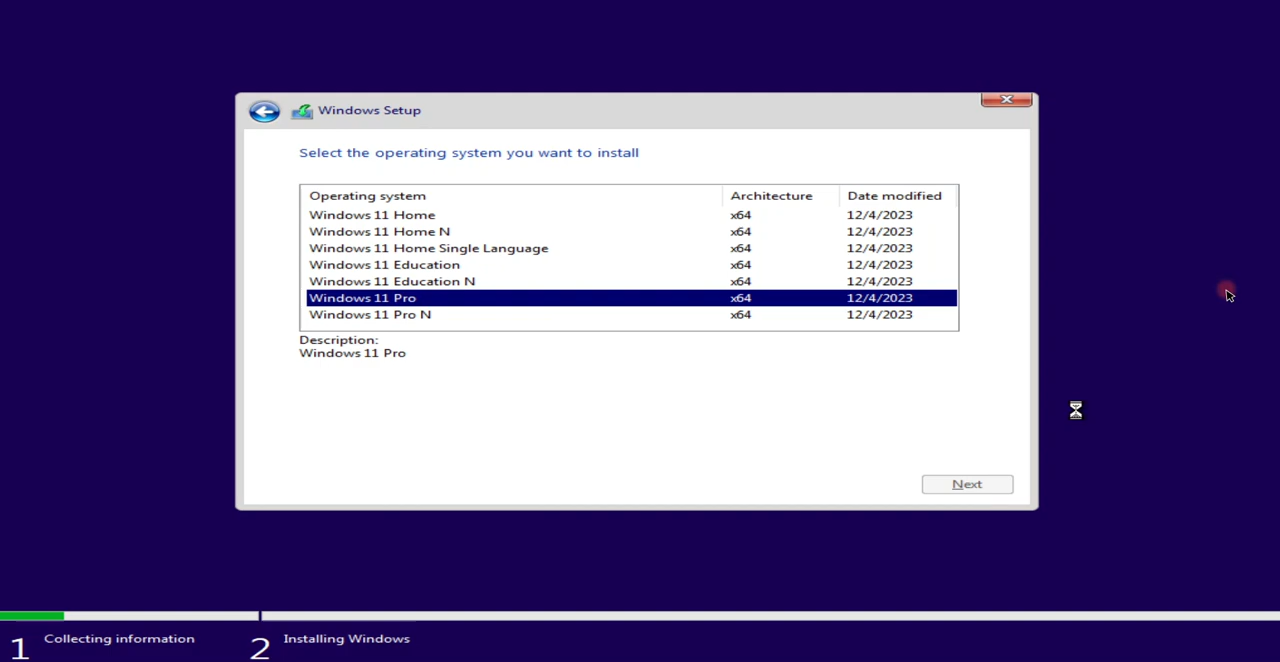 Windows Setup
Select the operating system you want to install
Operating system Architecture Date modified
Windows 11 Home x64 12/4/2023
Windows 11 Home N x64 12/4/2023
Windows 11 Home Single Language x64 12/4/2023
Windows 11 Education x64 12/4/2023
Windows 11 Education N x64 12/4/2023
Windows 11 Pro x64 12/4/2023
Windows 11 Pro N x64 12/4/2023
Description:
Windows 11 Pro
Next
1 Collecting information 2 Installing Windows